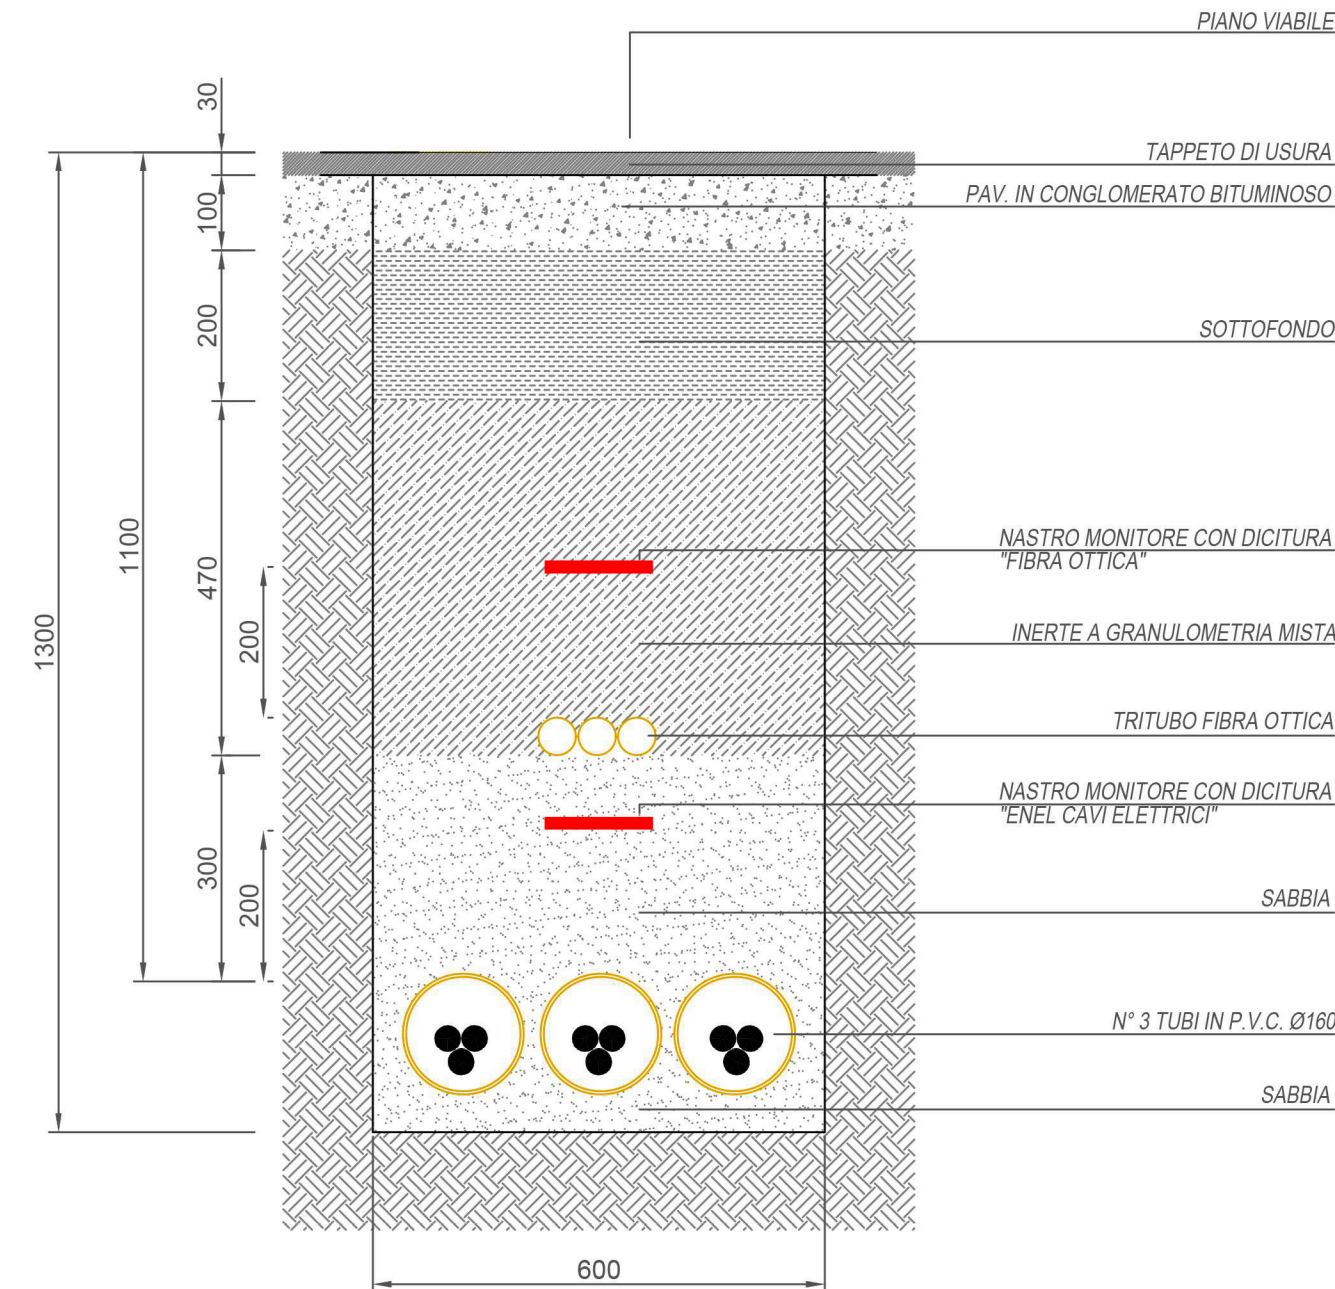 PIANO VIABILE
30
TAPPETO DI USURA
PAV. IN CONGLOMERATO BITUMINOSO
100
200
SOTTOFONDO
NASTRO MONITORE CON DICITURA
"FIBRA OTTICA"
1100
470
1300
200
INERTE A GRANULOMETRIA MISTA
TRITUBO FIBRA OTTICA
NASTRO MONITORE CON DICITURA
"ENEL CAVI ELETTRICI"
300
200
SABBIA
N° 3 TUBI IN P.V.C. Ø160
SABBIA
600